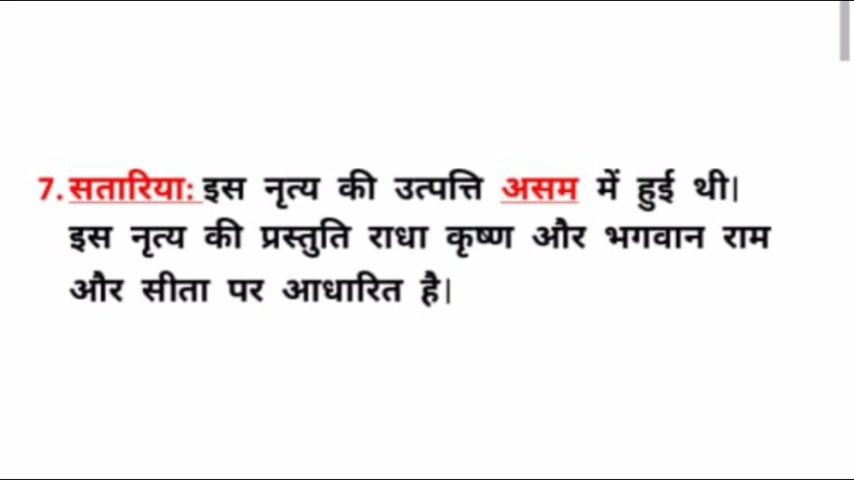 7. सतारिया: इस नृत्य की उत्पत्ति असम में हुई थी|
इस नृत्य की प्रस्तुति राधा कृष्ण और भगवान राम
और सीता पर आधारित है|